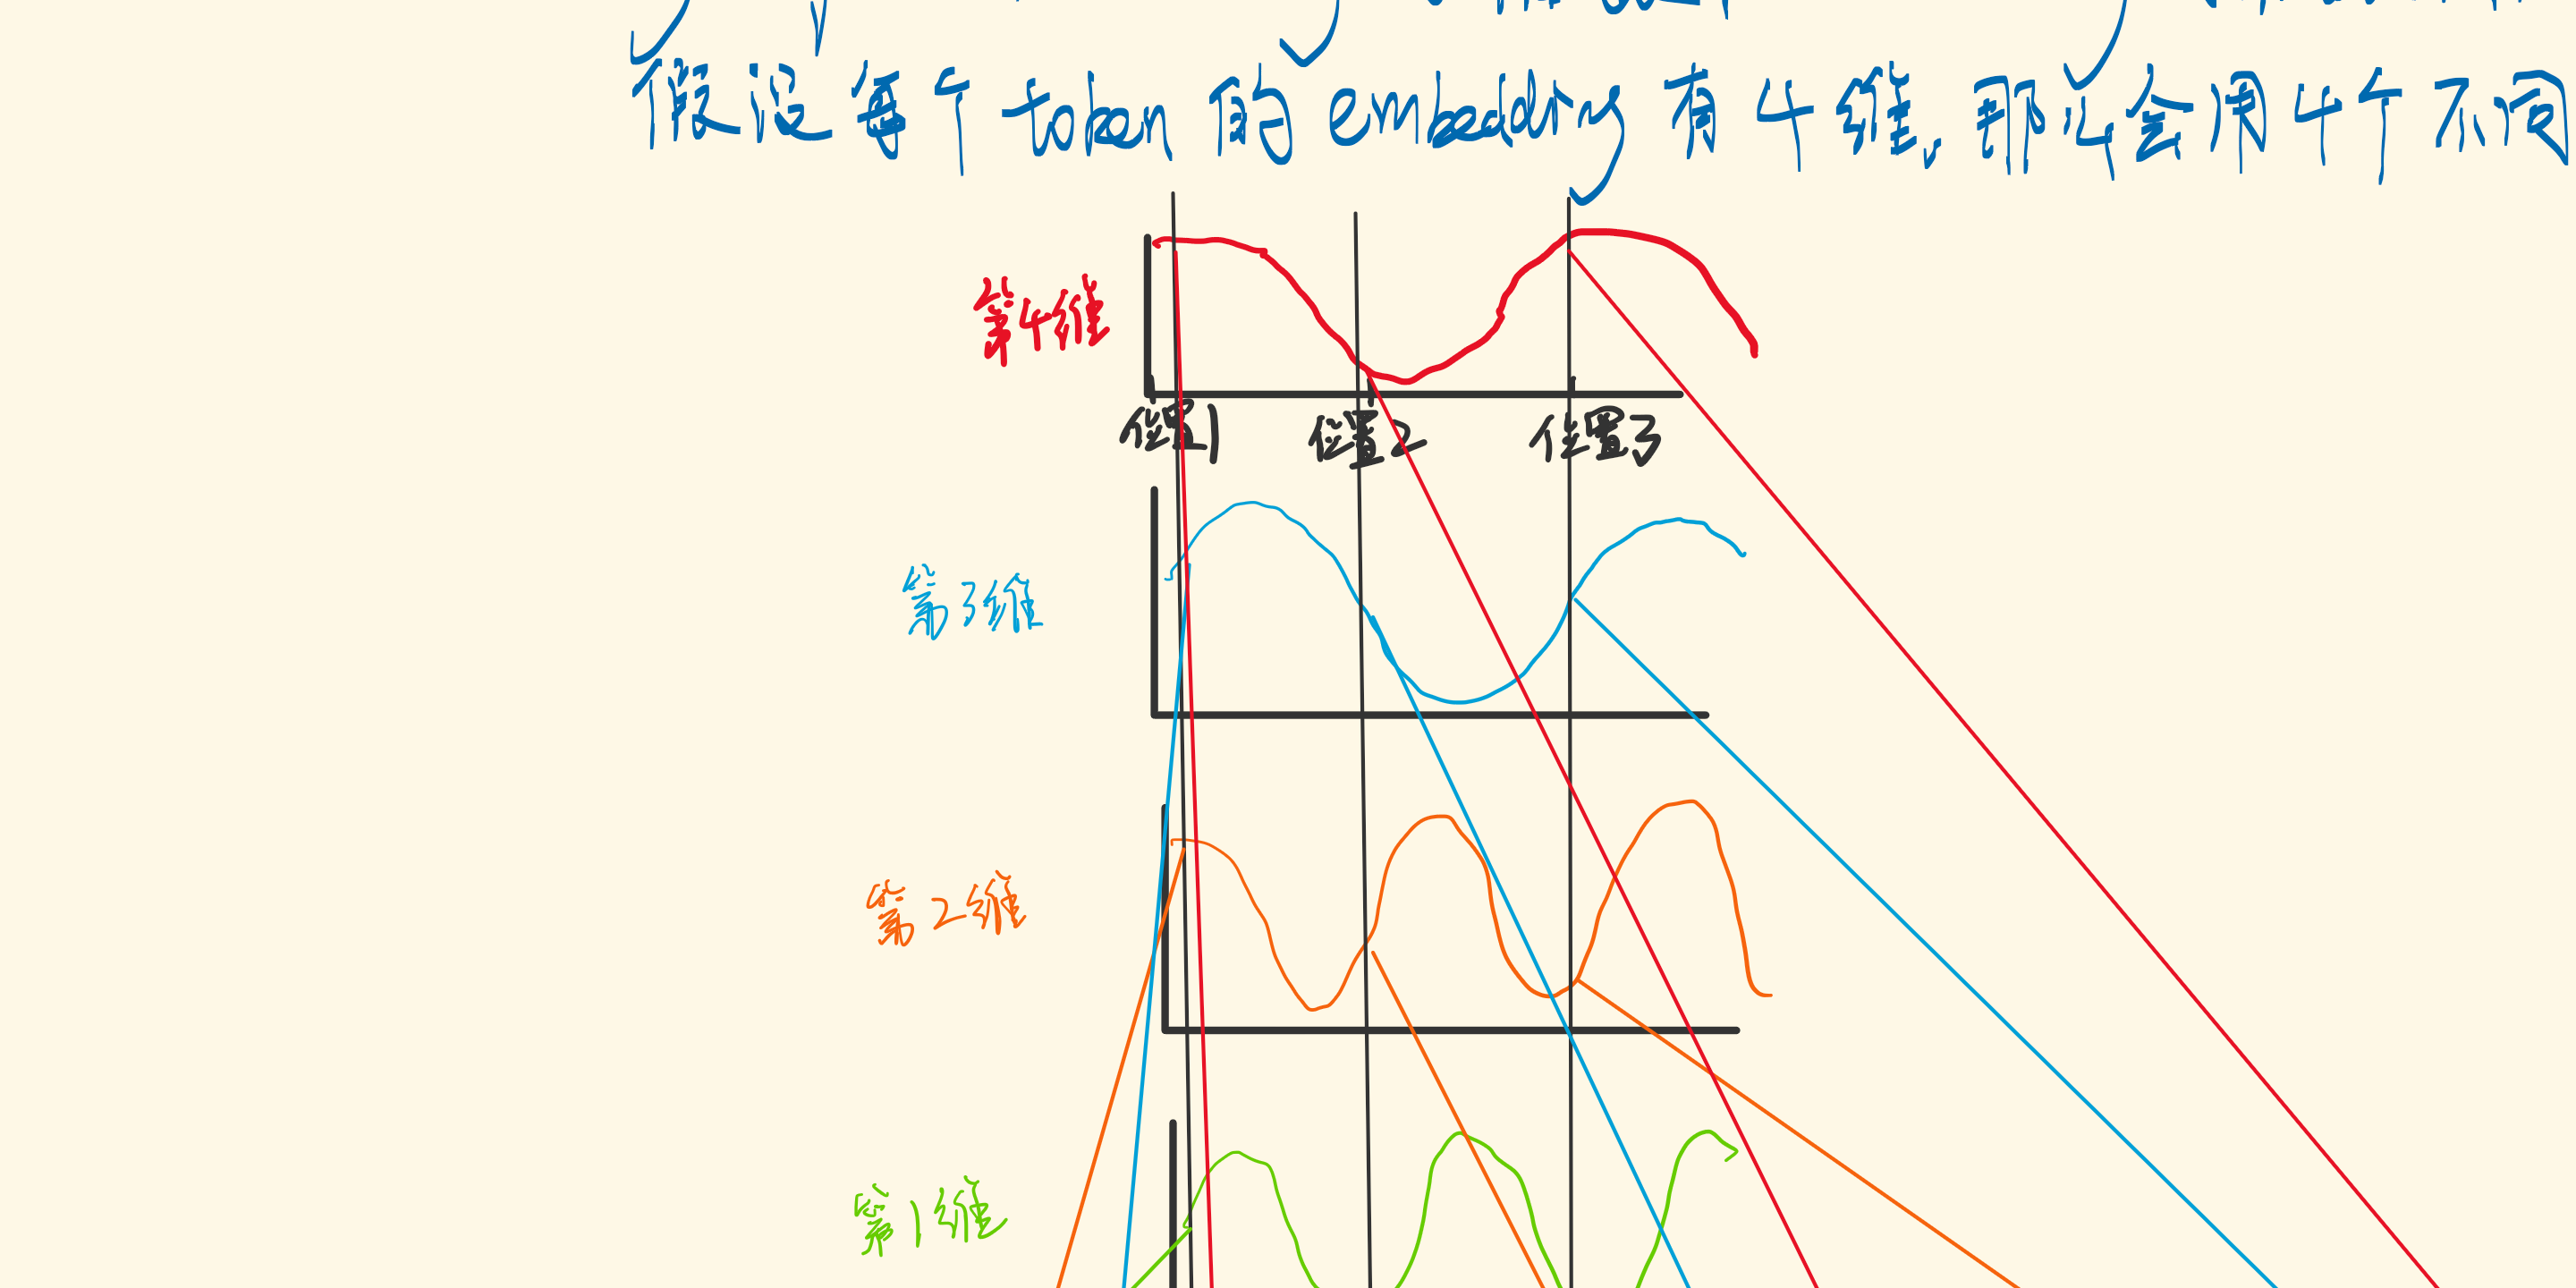 假设每个token的embedding有4维,那么会用4个不同
第4维
位置1 位置2 位置3
第3维
第2维
第1维